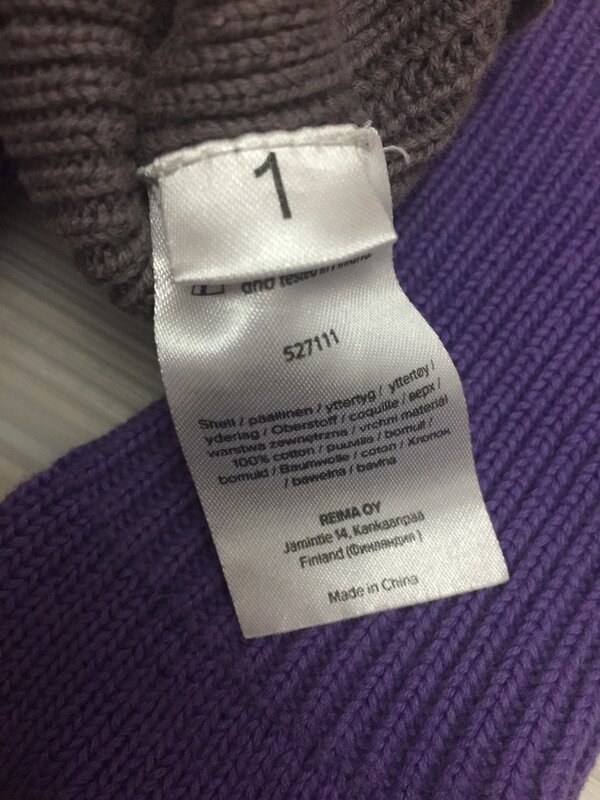 1
and tested in Finland.
527111
Shell / päällinen / yttertyg / yttertøy /
yderlag / Oberstoff / coquille / верх /
warstwa zewnętrzna / vrchní materiál
100% cotton / puuvilla / bomull /
bomuld / Baumwolle / coton / Хлопок
/ bawełna / bavlna
REIMA OY
Jämintie 14, Kankaanpää
Finland (Финляндия)
Made in China